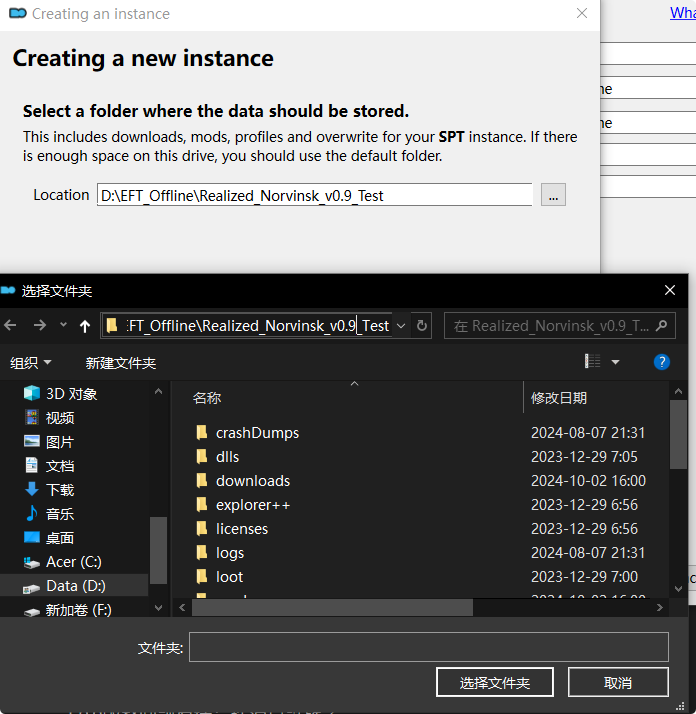 Creating an instance
Wha
Creating a new instance
Select a folder where the data should be stored.
This includes downloads, mods, profiles and overwrite for your SPT instance. If there
is enough space on this drive, you should use the default folder.
ne
ne
Location D:\EFT_Offline\Realized_Norvinsk_v0.9_Test ...
选择文件夹
:FT_Offline\Realized_Norvinsk_v0.9_Test
在 Realized_Norvinsk_v0.9_T...
组织
新建文件夹
?
3D 对象
视频
图片
文档
下载
音乐
桌面
Acer (C:)
Data (D:)
新加卷 (F:)
名称 修改日期
crashDumps 2024-08-07 21:31
dlls 2023-12-29 7:05
downloads 2024-10-02 16:00
explorer++ 2023-12-29 6:56
licenses 2023-12-29 6:56
logs 2024-08-07 21:31
loot 2023-12-29 7:00
2024-10-02 16:00
文件夹:
选择文件夹 取消